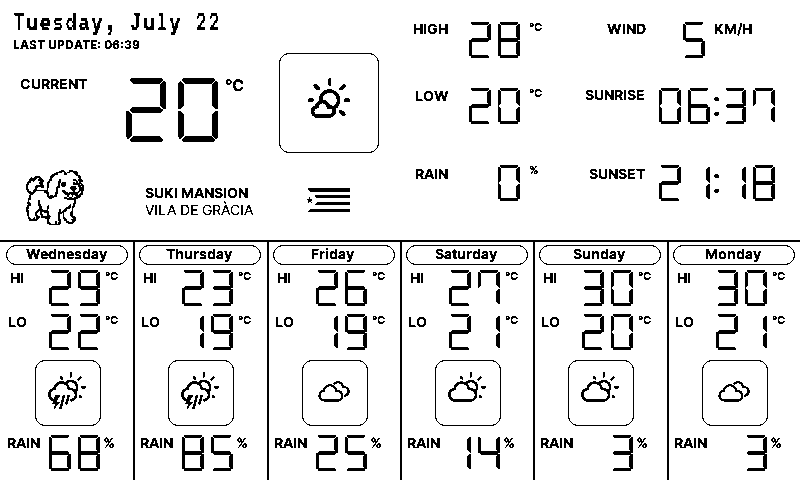 Tuesday, July 22
LAST UPDATE: 06:39
CURRENT 20 °C
HIGH 28 °C
LOW 20 °C
RAIN 0 %
WIND 5 KM/H
SUNRISE 06:37
SUNSET 21:18
SUKI MANSION
VILA DE GRÀCIA
Wednesday
HI 29 °C
LO 22 °C
RAIN 68 %
Thursday
HI 23 °C
LO 19 °C
RAIN 85 %
Friday
HI 26 °C
LO 19 °C
RAIN 25 %
Saturday
HI 27 °C
LO 21 °C
RAIN 14 %
Sunday
HI 30 °C
LO 20 °C
RAIN 3 %
Monday
HI 30 °C
LO 21 °C
RAIN 3 %